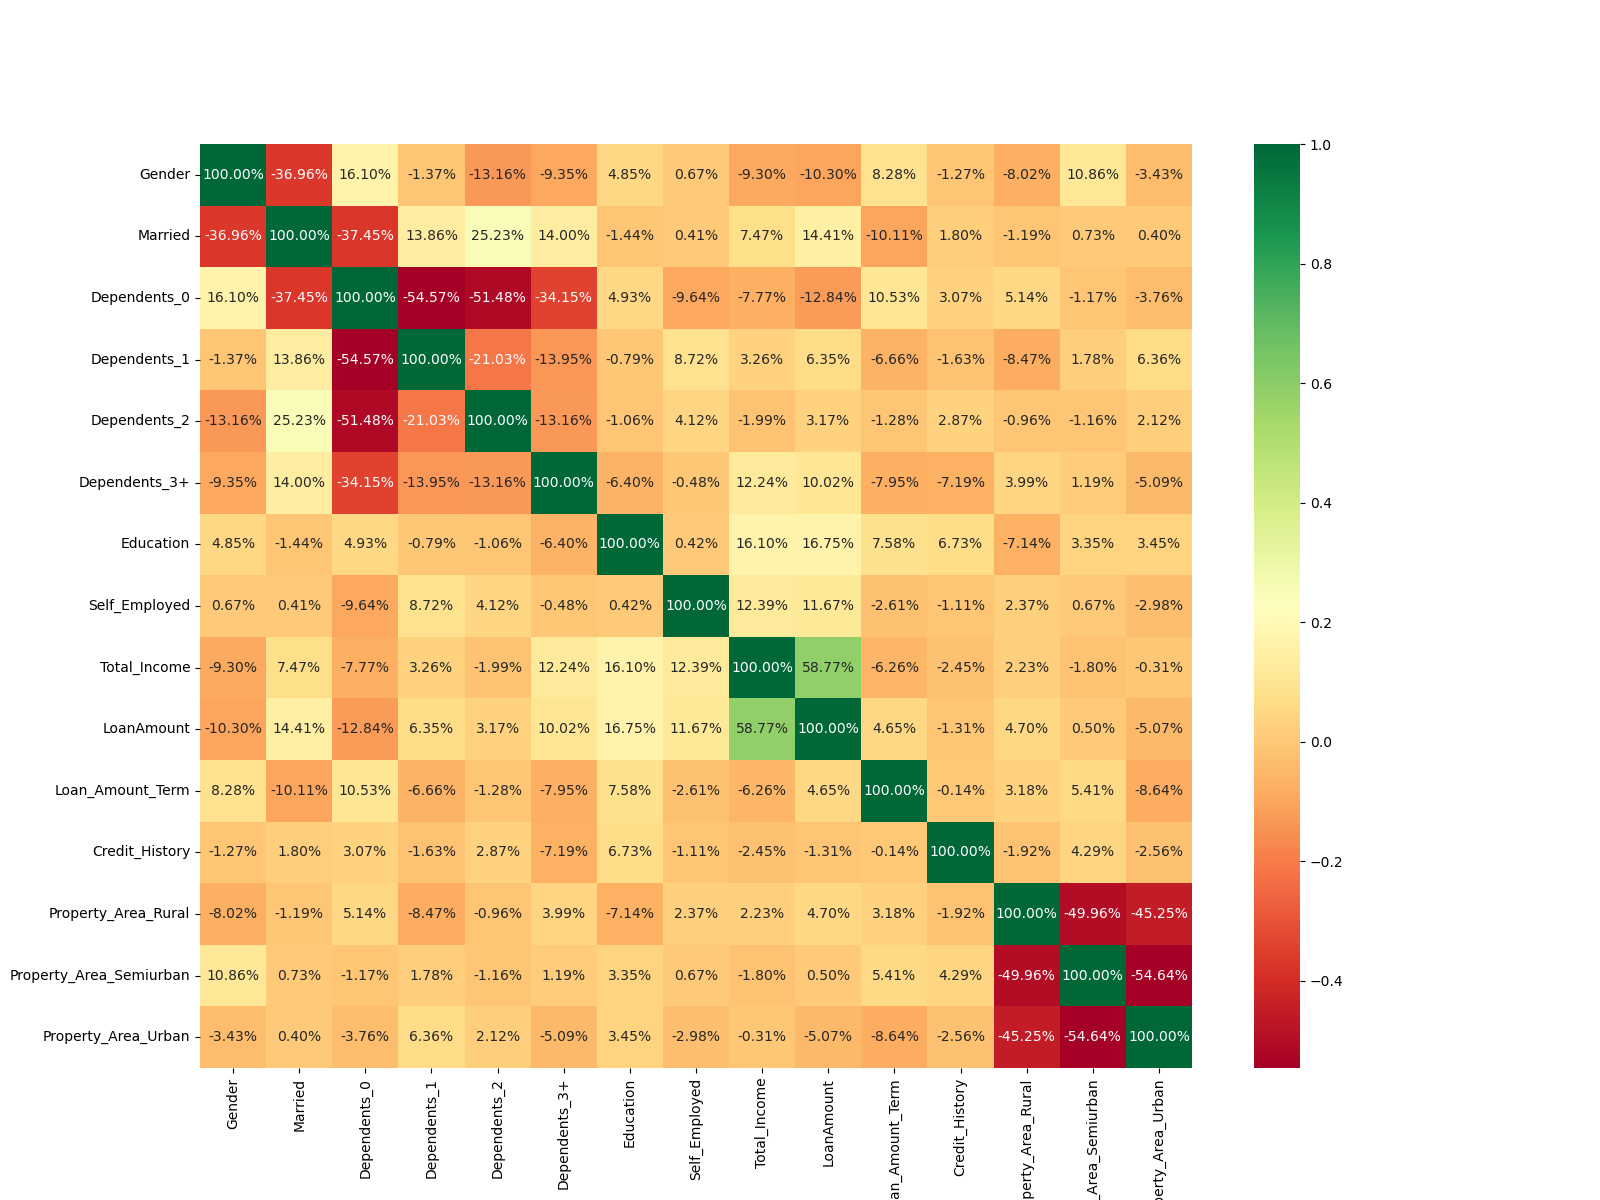 Gender 100.00% -36.96% 16.10% -1.37% -13.16% -9.35% 4.85% 0.67% -9.30% -10.30% 8.28% -1.27% -8.02% 10.86% -3.43%
Married -36.96% 100.00% -37.45% 13.86% 25.23% 14.00% -1.44% 0.41% 7.47% 14.41% -10.11% 1.80% -1.19% 0.73% 0.40%
Dependents_0 16.10% -37.45% 100.00% -54.57% -51.48% -34.15% 4.93% -9.64% -7.77% -12.84% 10.53% 3.07% 5.14% -1.17% -3.76%
Dependents_1 -1.37% 13.86% -54.57% 100.00% -21.03% -13.95% -0.79% 8.72% 3.26% 6.35% -6.66% -1.63% -8.47% 1.78% 6.36%
Dependents_2 -13.16% 25.23% -51.48% -21.03% 100.00% -13.16% -1.06% 4.12% -1.99% 3.17% -1.28% 2.87% -0.96% -1.16% 2.12%
Dependents_3+ -9.35% 14.00% -34.15% -13.95% -13.16% 100.00% -6.40% -0.48% 12.24% 10.02% -7.95% -7.19% 3.99% 1.19% -5.09%
Education 4.85% -1.44% 4.93% -0.79% -1.06% -6.40% 100.00% 0.42% 16.10% 16.75% 7.58% 6.73% -7.14% 3.35% 3.45%
Self_Employed 0.67% 0.41% -9.64% 8.72% 4.12% -0.48% 0.42% 100.00% 12.39% 11.67% -2.61% -1.11% 2.37% 0.67% -2.98%
Total_Income -9.30% 7.47% -7.77% 3.26% -1.99% 12.24% 16.10% 12.39% 100.00% 58.77% -6.26% -2.45% 2.23% -1.80% -0.31%
LoanAmount -10.30% 14.41% -12.84% 6.35% 3.17% 10.02% 16.75% 11.67% 58.77% 100.00% 4.65% -1.31% 4.70% 0.50% -5.07%
Loan_Amount_Term 8.28% -10.11% 10.53% -6.66% -1.28% -7.95% 7.58% -2.61% -6.26% 4.65% 100.00% -0.14% 3.18% 5.41% -8.64%
Credit_History -1.27% 1.80% 3.07% -1.63% 2.87% -7.19% 6.73% -1.11% -2.45% -1.31% -0.14% 100.00% -1.92% 4.29% -2.56%
Property_Area_Rural -8.02% -1.19% 5.14% -8.47% -0.96% 3.99% -7.14% 2.37% 2.23% 4.70% 3.18% -1.92% 100.00% -49.96% -45.25%
Property_Area_Semiurban 10.86% 0.73% -1.17% 1.78% -1.16% 1.19% 3.35% 0.67% -1.80% 0.50% 5.41% 4.29% -49.96% 100.00% -54.64%
Property_Area_Urban -3.43% 0.40% -3.76% 6.36% 2.12% -5.09% 3.45% -2.98% -0.31% -5.07% -8.64% -2.56% -45.25% -54.64% 100.00%
Gender
Married
Dependents_0
Dependents_1
Dependents_2
Dependents_3+
Education
Self_Employed
Total_Income
LoanAmount
an_Amount_Term
Credit_History
perty_Area_Rural
_Area_Semiurban
perty_Area_Urban
1.0
0.8
0.6
0.4
0.2
0.0
−0.2
−0.4